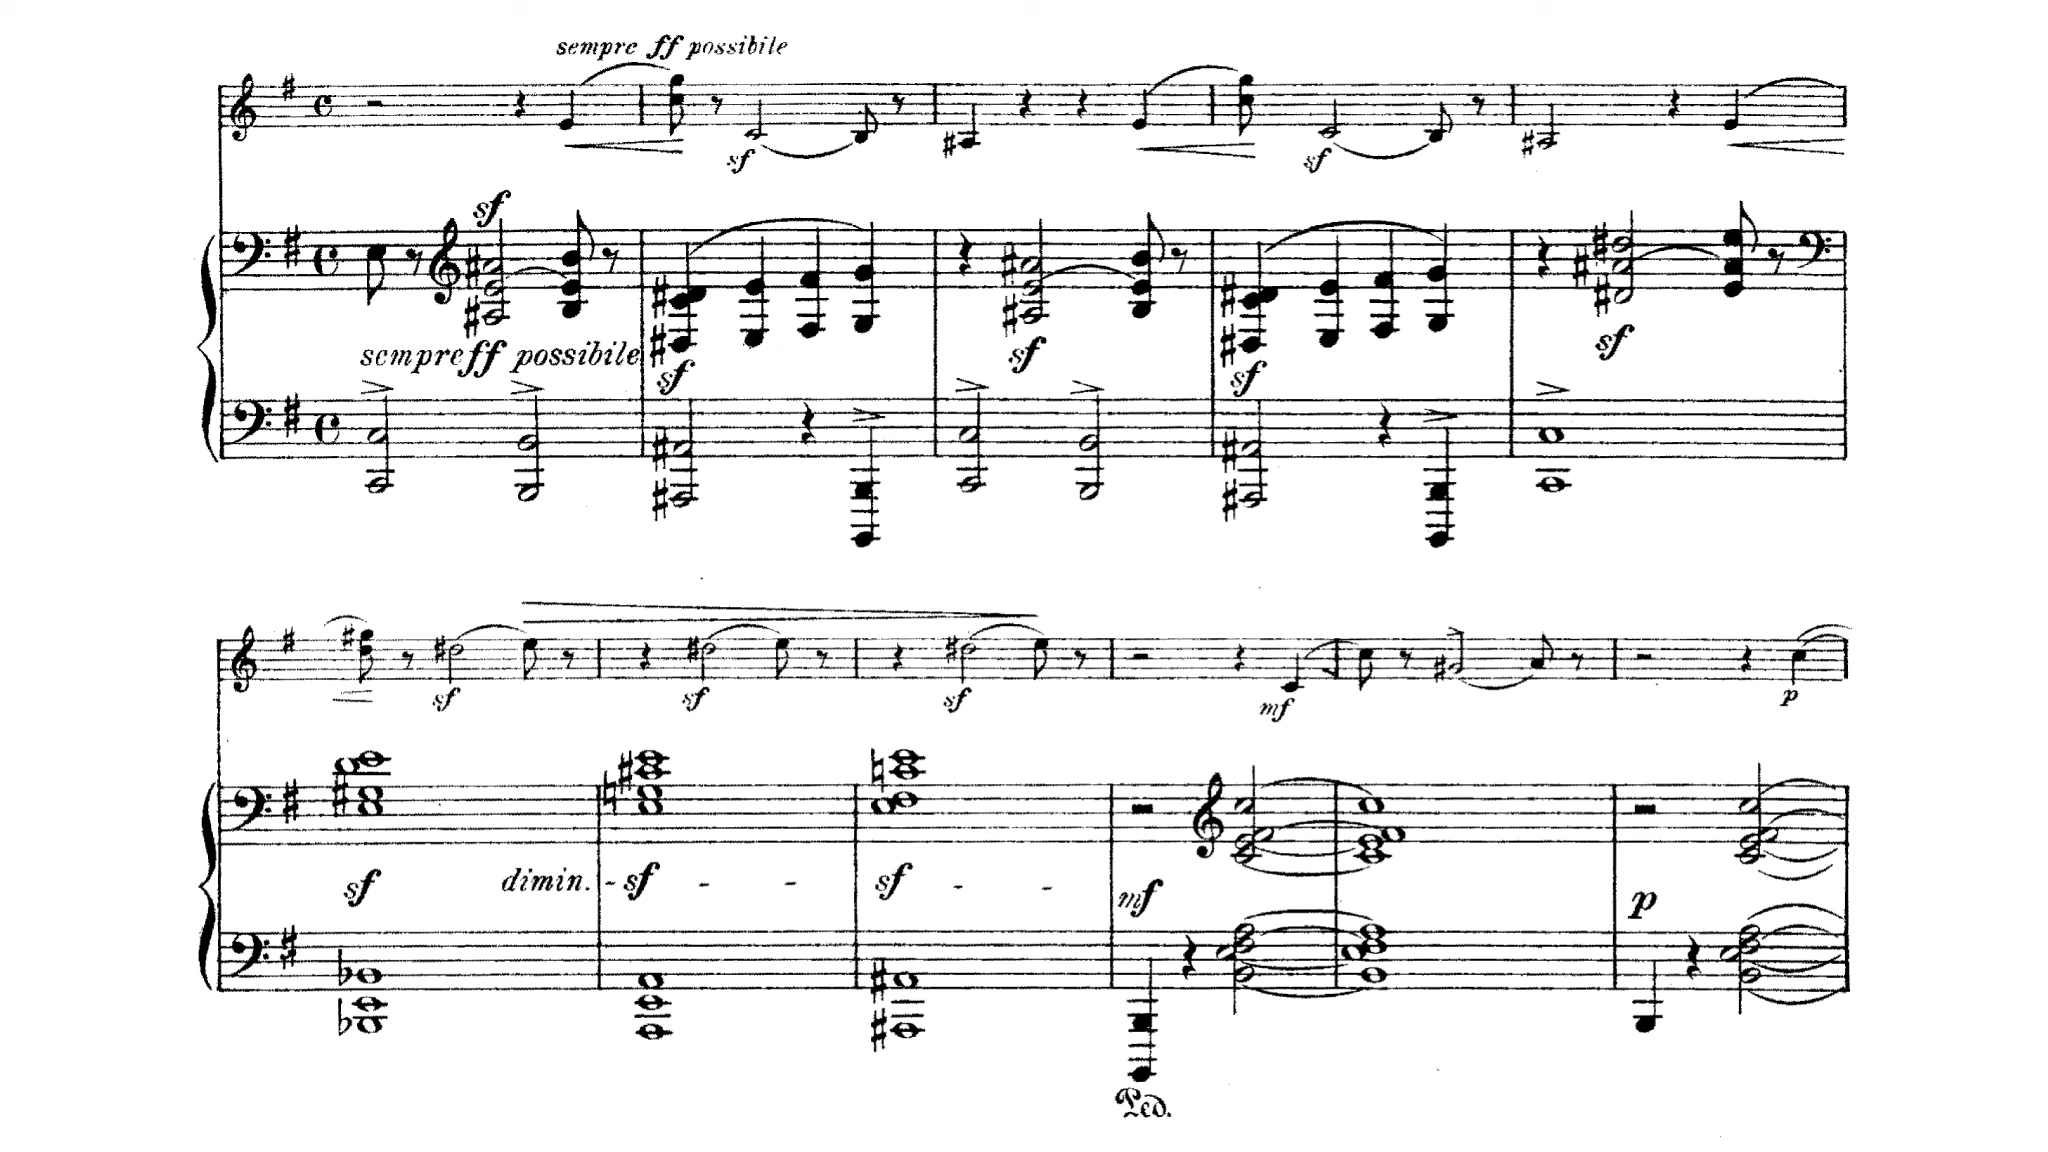 sempre ff possibile
sf sf
sf
sempre ff possibile sf sf sf sf
sf sf sf
mf p
sf dimin. - sf - - sf - - mf p
Ped.